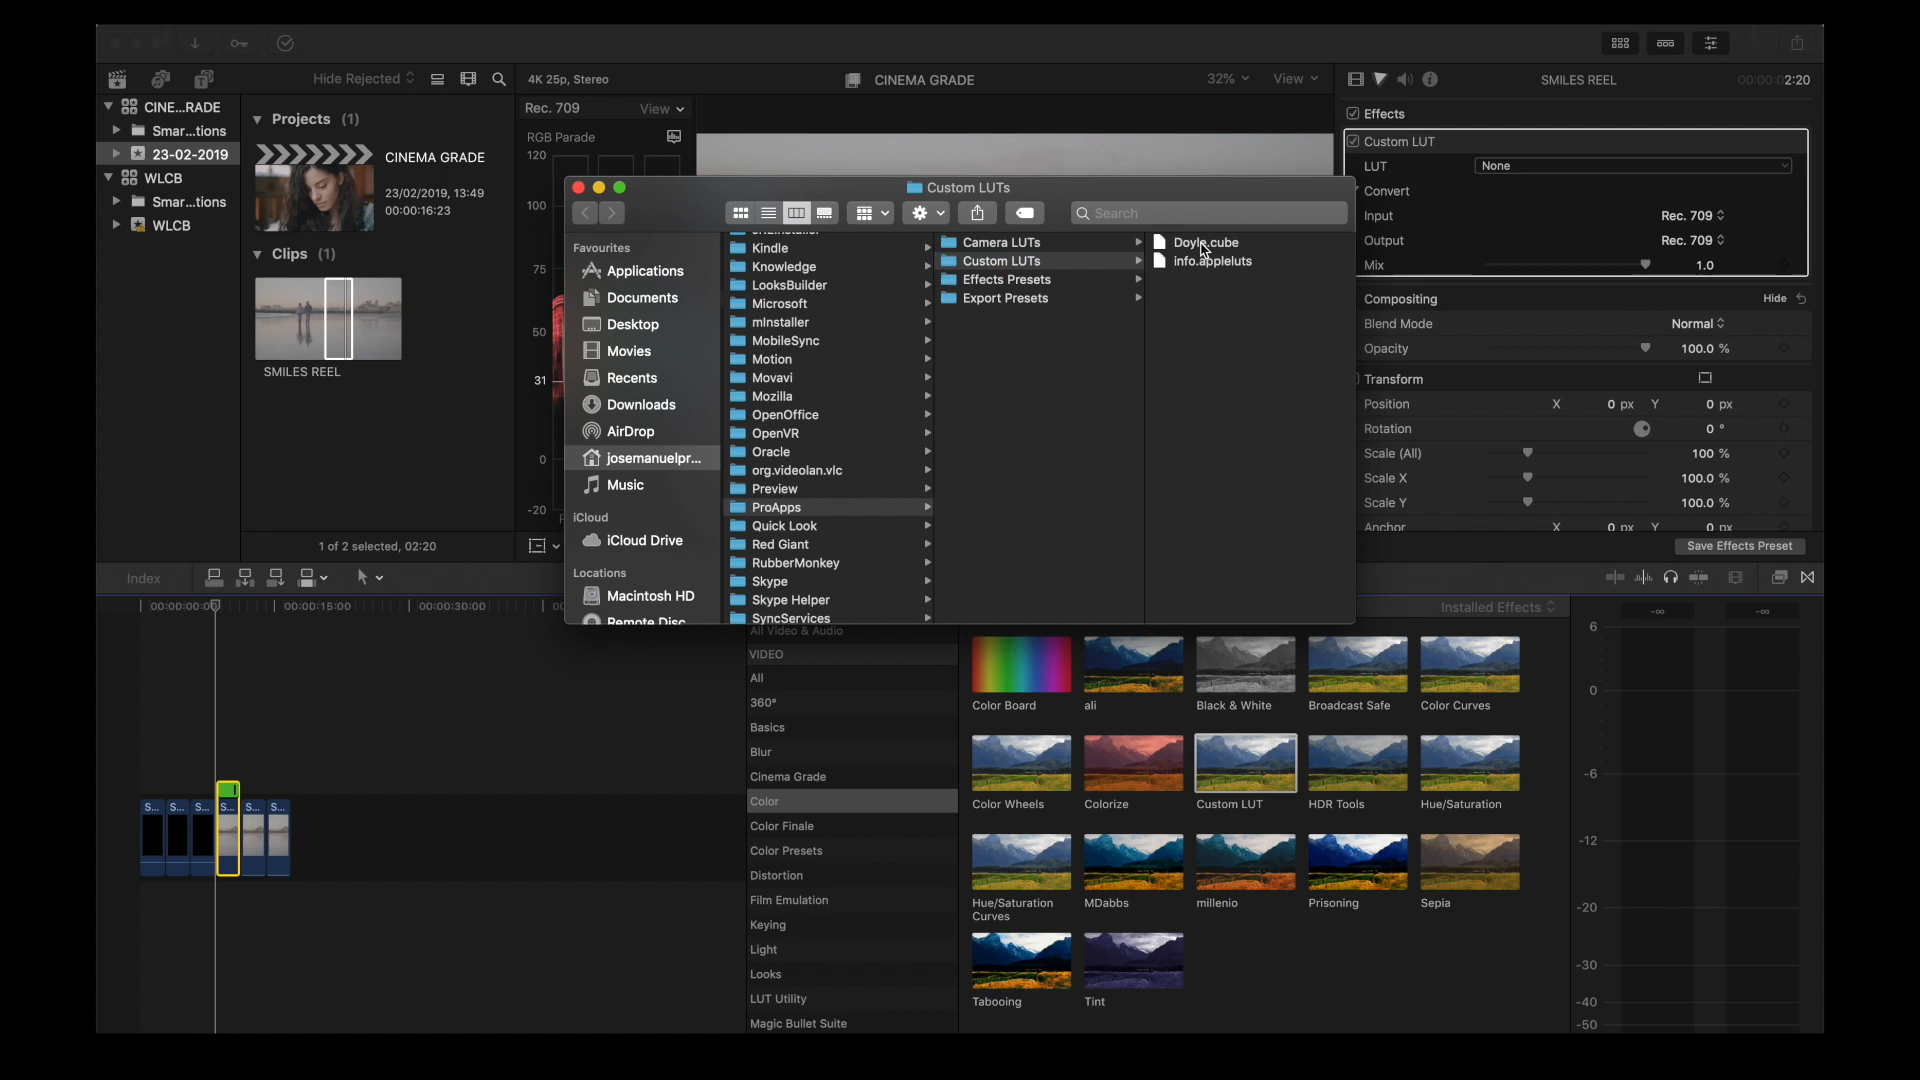 Hide Rejected
4K 25p, Stereo
CINEMA GRADE
32%
View
SMILES REEL
00:00:02:20
CINE...RADE
Smar...tions
23-02-2019
WLCB
Smar...tions
WLCB
Projects (1)
CINEMA GRADE
23/02/2019, 13:49
00:00:16:23
Clips (1)
SMILES REEL
1 of 2 selected, 02:20
Rec. 709
View
RGB Parade
120
100
75
50
31
0
-20
Custom LUTs
Search
Favourites
Applications
Documents
Desktop
Movies
Recents
Downloads
AirDrop
josemanuelpr...
Music
iCloud
iCloud Drive
Locations
Macintosh HD
Remote Disc
Kindle
Knowledge
LooksBuilder
Microsoft
mInstaller
MobileSync
Motion
Movavi
Mozilla
OpenOffice
OpenVR
Oracle
org.videolan.vlc
Preview
ProApps
Quick Look
Red Giant
RubberMonkey
Skype
Skype Helper
SyncServices
Camera LUTs
Custom LUTs
Effects Presets
Export Presets
Doyle.cube
info.appleluts
Effects
Custom LUT
LUT
None
Convert
Input
Rec. 709
Output
Rec. 709
Mix
1.0
Compositing
Hide
Blend Mode
Normal
Opacity
100.0 %
Transform
Position
X
0 px
Y
0 px
Rotation
0 °
Scale (All)
100 %
Scale X
100.0 %
Scale Y
100.0 %
Anchor
X
0 px
Y
0 px
Save Effects Preset
Index
00:00:00:00
00:00:15:00
00:00:30:00
S...
S...
S...
S...
S...
S...
Installed Effects
All Video & Audio
VIDEO
All
360°
Basics
Blur
Cinema Grade
Color
Color Finale
Color Presets
Distortion
Film Emulation
Keying
Light
Looks
LUT Utility
Magic Bullet Suite
Color Board
ali
Black & White
Broadcast Safe
Color Curves
Color Wheels
Colorize
Custom LUT
HDR Tools
Hue/Saturation
Hue/Saturation
Curves
MDabbs
millenio
Prisoning
Sepia
Tabooing
Tint
-∞
-∞
6
0
-6
-12
-20
-30
-40
-50